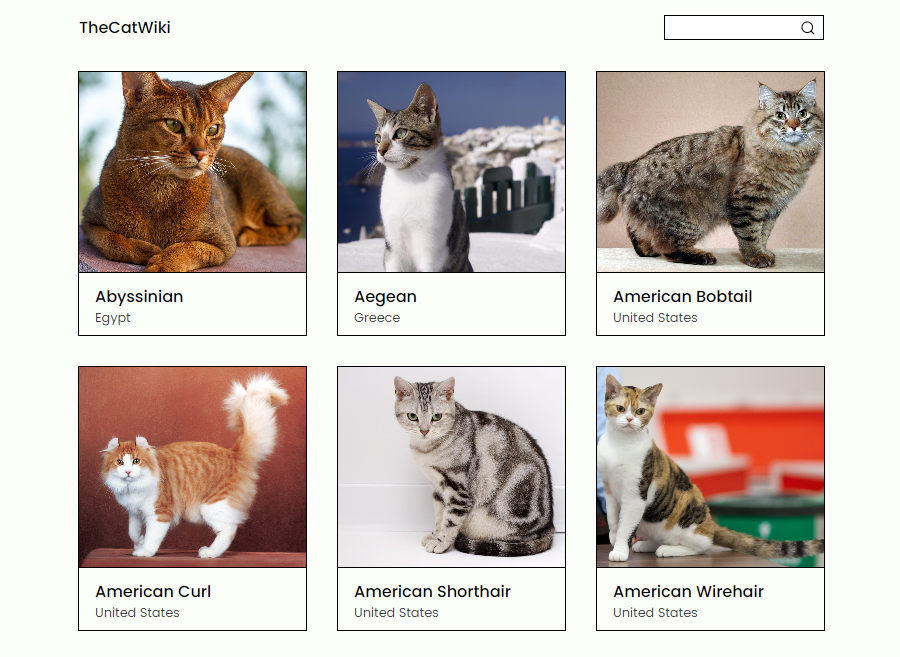 TheCatWiki
Abyssinian
Egypt
Aegean
Greece
American Bobtail
United States
American Curl
United States
American Shorthair
United States
American Wirehair
United States